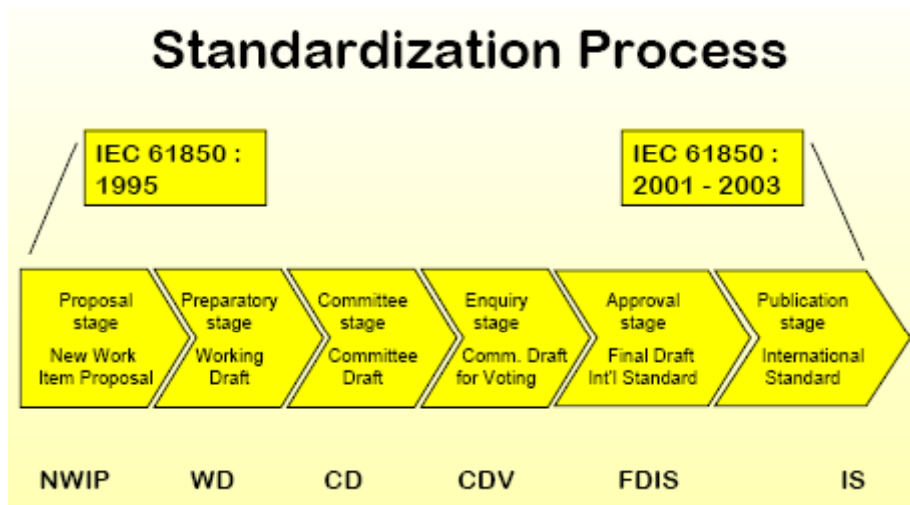 Standardization Process
IEC 61850 :
1995
IEC 61850 :
2001 - 2003
Proposal
stage
New Work
Item Proposal
Preparatory
stage
Working
Draft
Committee
stage
Committee
Draft
Enquiry
stage
Comm. Draft
for Voting
Approval
stage
Final Draft
Int'l Standard
Publication
stage
International
Standard
NWIP
WD
CD
CDV
FDIS
IS